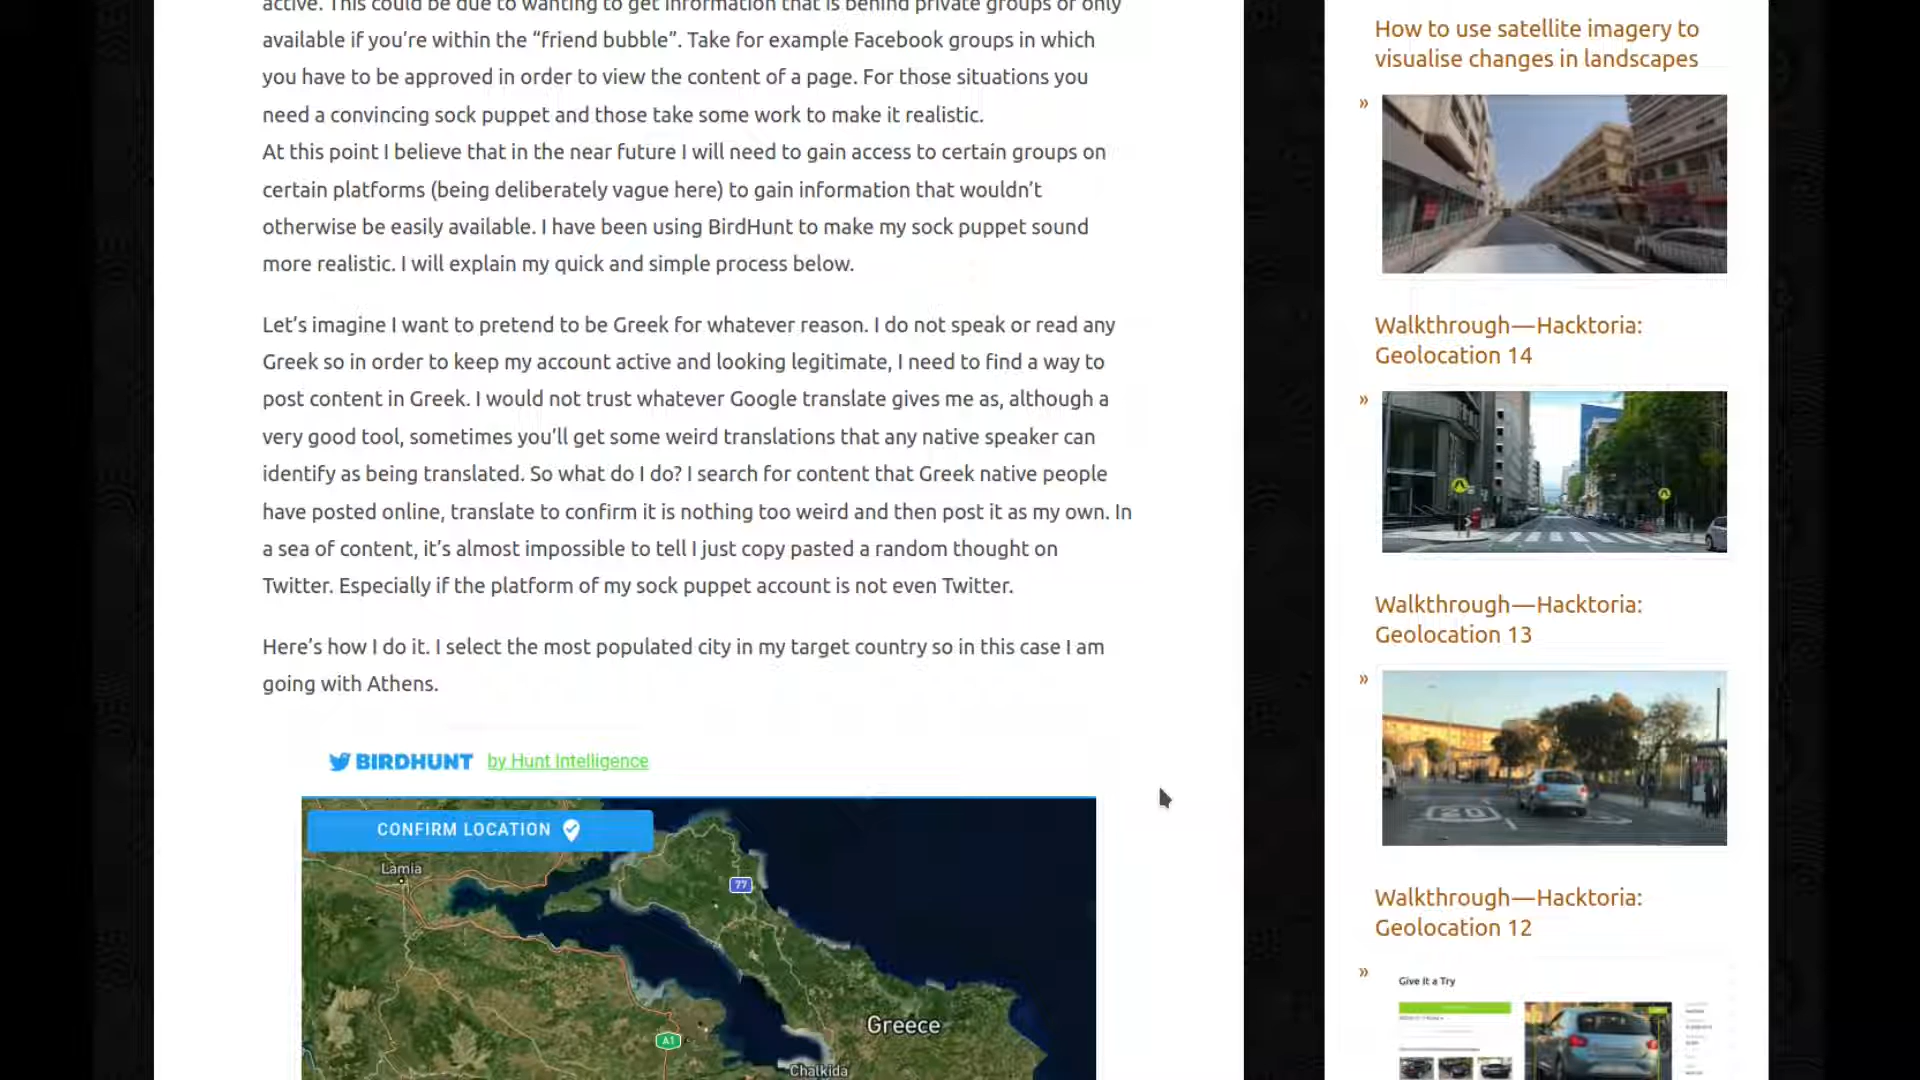 active. This could be due to wanting to get information that is behind private groups or only
available if you’re within the “friend bubble”. Take for example Facebook groups in which
you have to be approved in order to view the content of a page. For those situations you
need a convincing sock puppet and those take some work to make it realistic.
At this point I believe that in the near future I will need to gain access to certain groups on
certain platforms (being deliberately vague here) to gain information that wouldn’t
otherwise be easily available. I have been using BirdHunt to make my sock puppet sound
more realistic. I will explain my quick and simple process below.
Let’s imagine I want to pretend to be Greek for whatever reason. I do not speak or read any
Greek so in order to keep my account active and looking legitimate, I need to find a way to
post content in Greek. I would not trust whatever Google translate gives me as, although a
very good tool, sometimes you’ll get some weird translations that any native speaker can
identify as being translated. So what do I do? I search for content that Greek native people
have posted online, translate to confirm it is nothing too weird and then post it as my own. In
a sea of content, it’s almost impossible to tell I just copy pasted a random thought on
Twitter. Especially if the platform of my sock puppet account is not even Twitter.
Here’s how I do it. I select the most populated city in my target country so in this case I am
going with Athens.
BIRDHUNT by Hunt Intelligence
CONFIRM LOCATION
Lamia
77
Greece
A1
Chalkida
How to use satellite imagery to
visualise changes in landscapes
»
Walkthrough—Hacktoria:
Geolocation 14
»
Walkthrough—Hacktoria:
Geolocation 13
»
20
Walkthrough—Hacktoria:
Geolocation 12
»
Give It a Try